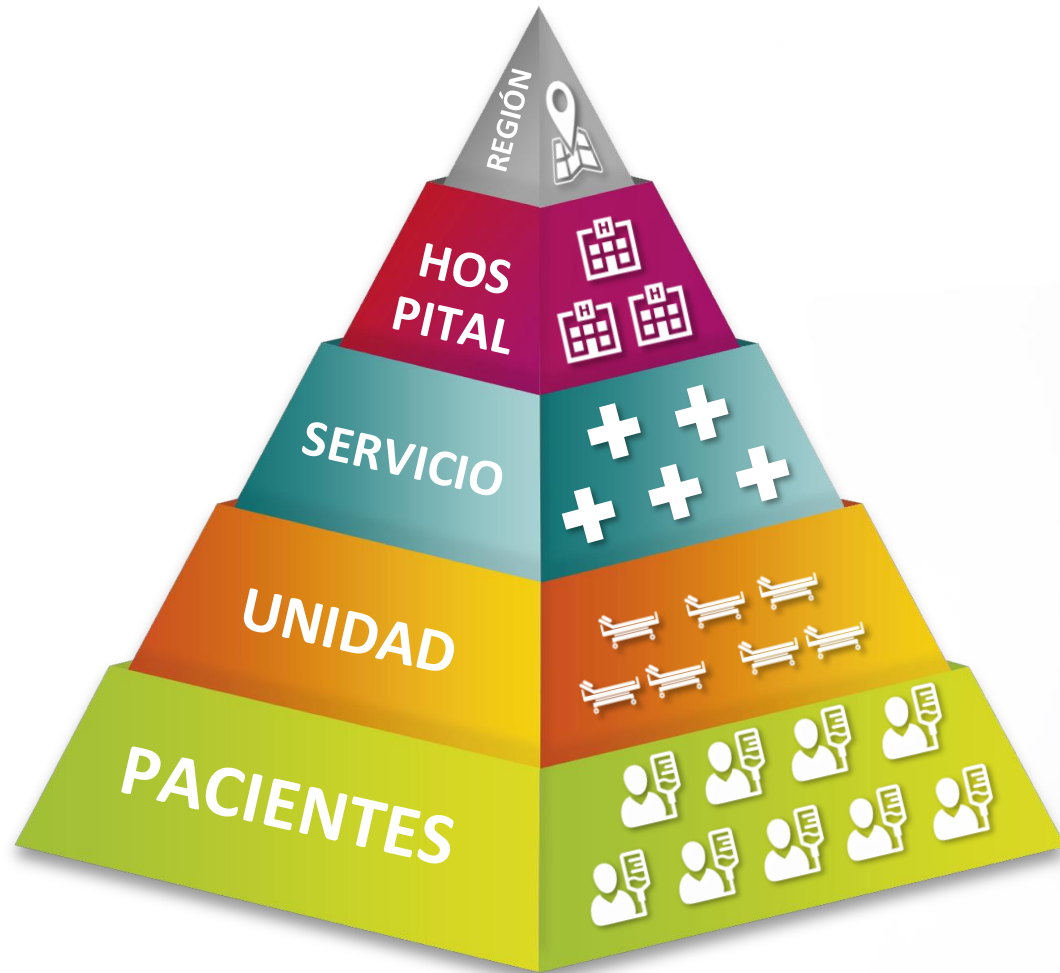 REGIÓN
HOS
PITAL
H
H
H
SERVICIO
UNIDAD
PACIENTES